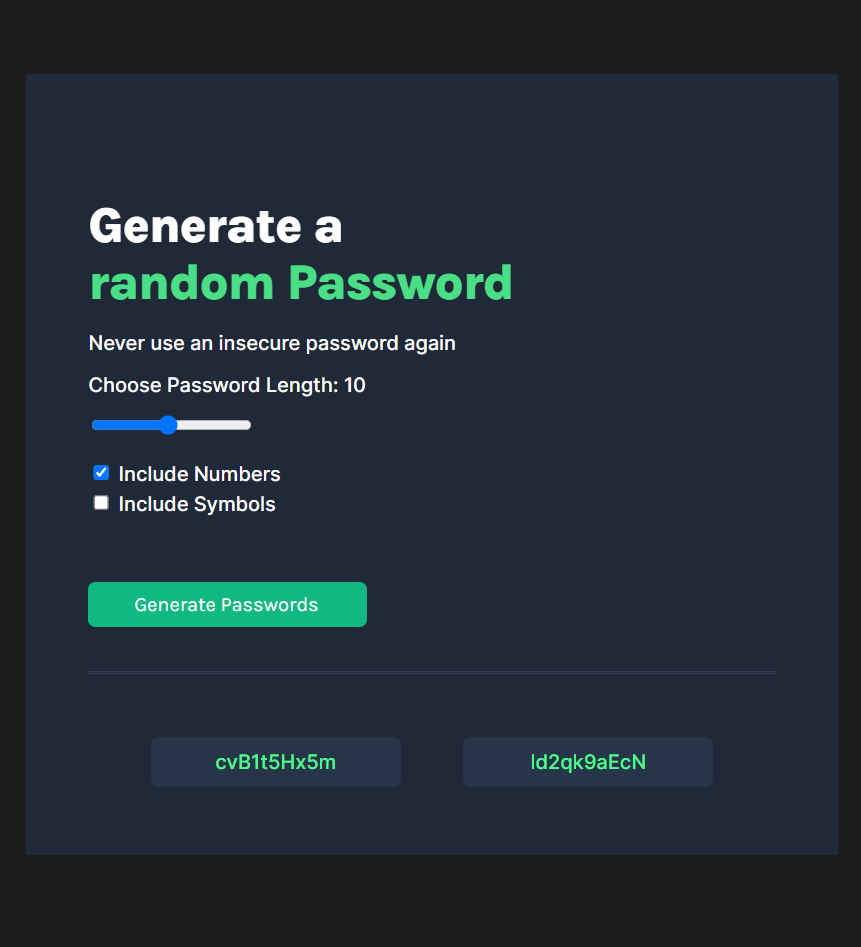 Generate a
random Password
Never use an insecure password again
Choose Password Length: 10
Include Numbers
Include Symbols
Generate Passwords
cvB1t5Hx5m
ld2qk9aEcN